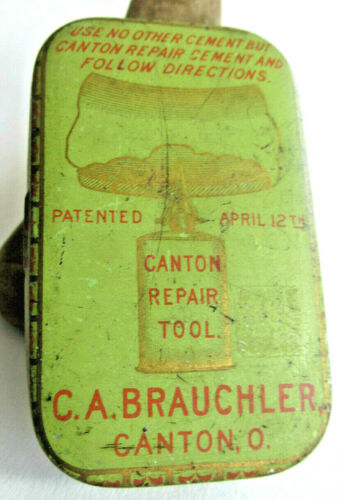 USE NO OTHER CEMENT BUT
CANTON REPAIR CEMENT AND
FOLLOW DIRECTIONS.
PATENTED APRIL 12TH
CANTON
REPAIR
TOOL.
C.A. BRAUCHLER,
CANTON, O.